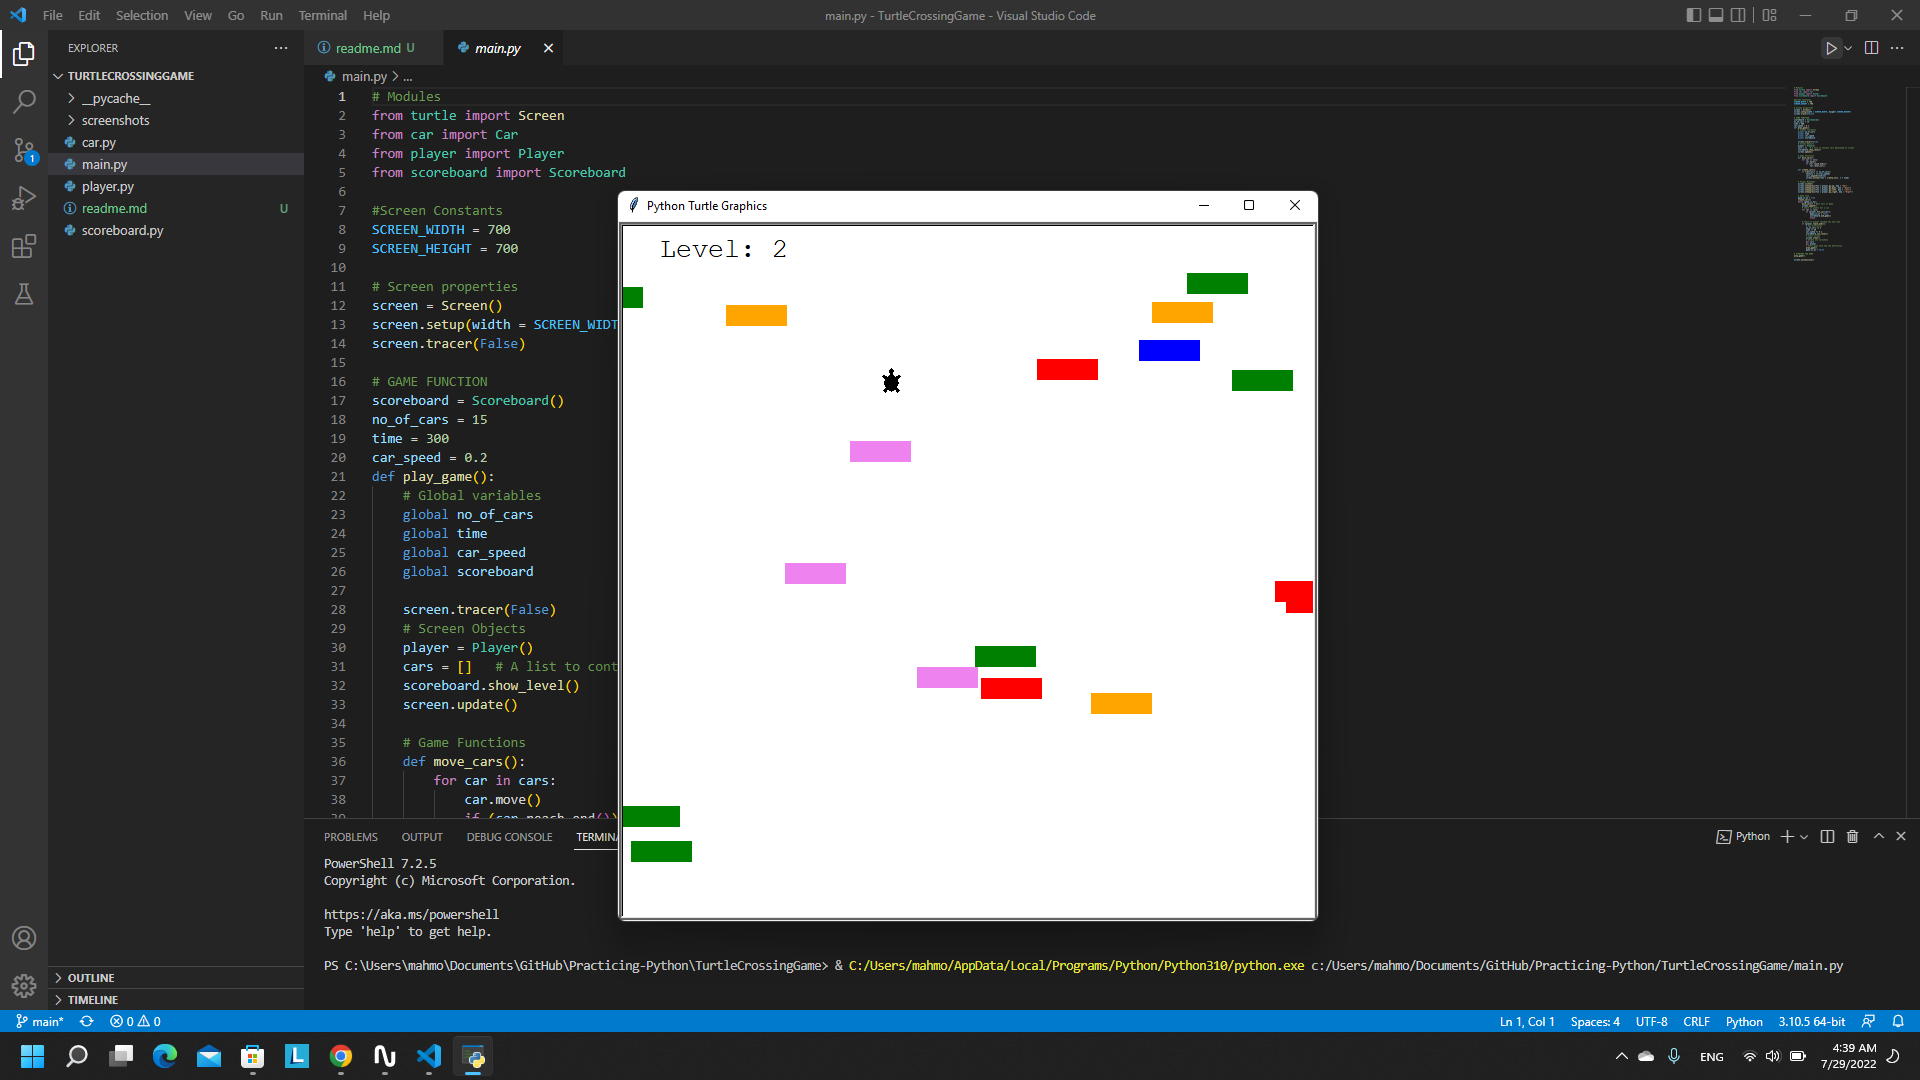 File Edit Selection View Go Run Terminal Help
main.py - TurtleCrossingGame - Visual Studio Code
EXPLORER
TURTLECROSSINGGAME
__pycache__
screenshots
car.py
main.py
player.py
readme.md U
scoreboard.py
OUTLINE
TIMELINE
readme.md U
main.py
main.py > ...
1 # Modules
2 from turtle import Screen
3 from car import Car
4 from player import Player
5 from scoreboard import Scoreboard
6
7 #Screen Constants
8 SCREEN_WIDTH = 700
9 SCREEN_HEIGHT = 700
10
11 # Screen properties
12 screen = Screen()
13 screen.setup(width = SCREEN_WIDT
14 screen.tracer(False)
15
16 # GAME FUNCTION
17 scoreboard = Scoreboard()
18 no_of_cars = 15
19 time = 300
20 car_speed = 0.2
21 def play_game():
22 # Global variables
23 global no_of_cars
24 global time
25 global car_speed
26 global scoreboard
27
28 screen.tracer(False)
29 # Screen Objects
30 player = Player()
31 cars = [] # A list to cont
32 scoreboard.show_level()
33 screen.update()
34
35 # Game Functions
36 def move_cars():
37 for car in cars:
38 car.move()
39 if (car.reach_end())
Python Turtle Graphics
Level: 2
PROBLEMS OUTPUT DEBUG CONSOLE TERMINA
Python
PowerShell 7.2.5
Copyright (c) Microsoft Corporation.
https://aka.ms/powershell
Type 'help' to get help.
PS C:\Users\mahmo\Documents\GitHub\Practicing-Python\TurtleCrossingGame> & C:/Users/mahmo/AppData/Local/Programs/Python/Python310/python.exe c:/Users/mahmo/Documents/GitHub/Practicing-Python/TurtleCrossingGame/main.py
main* 0 0
Ln 1, Col 1 Spaces: 4 UTF-8 CRLF Python 3.10.5 64-bit
1
L
ENG
4:39 AM
7/29/2022